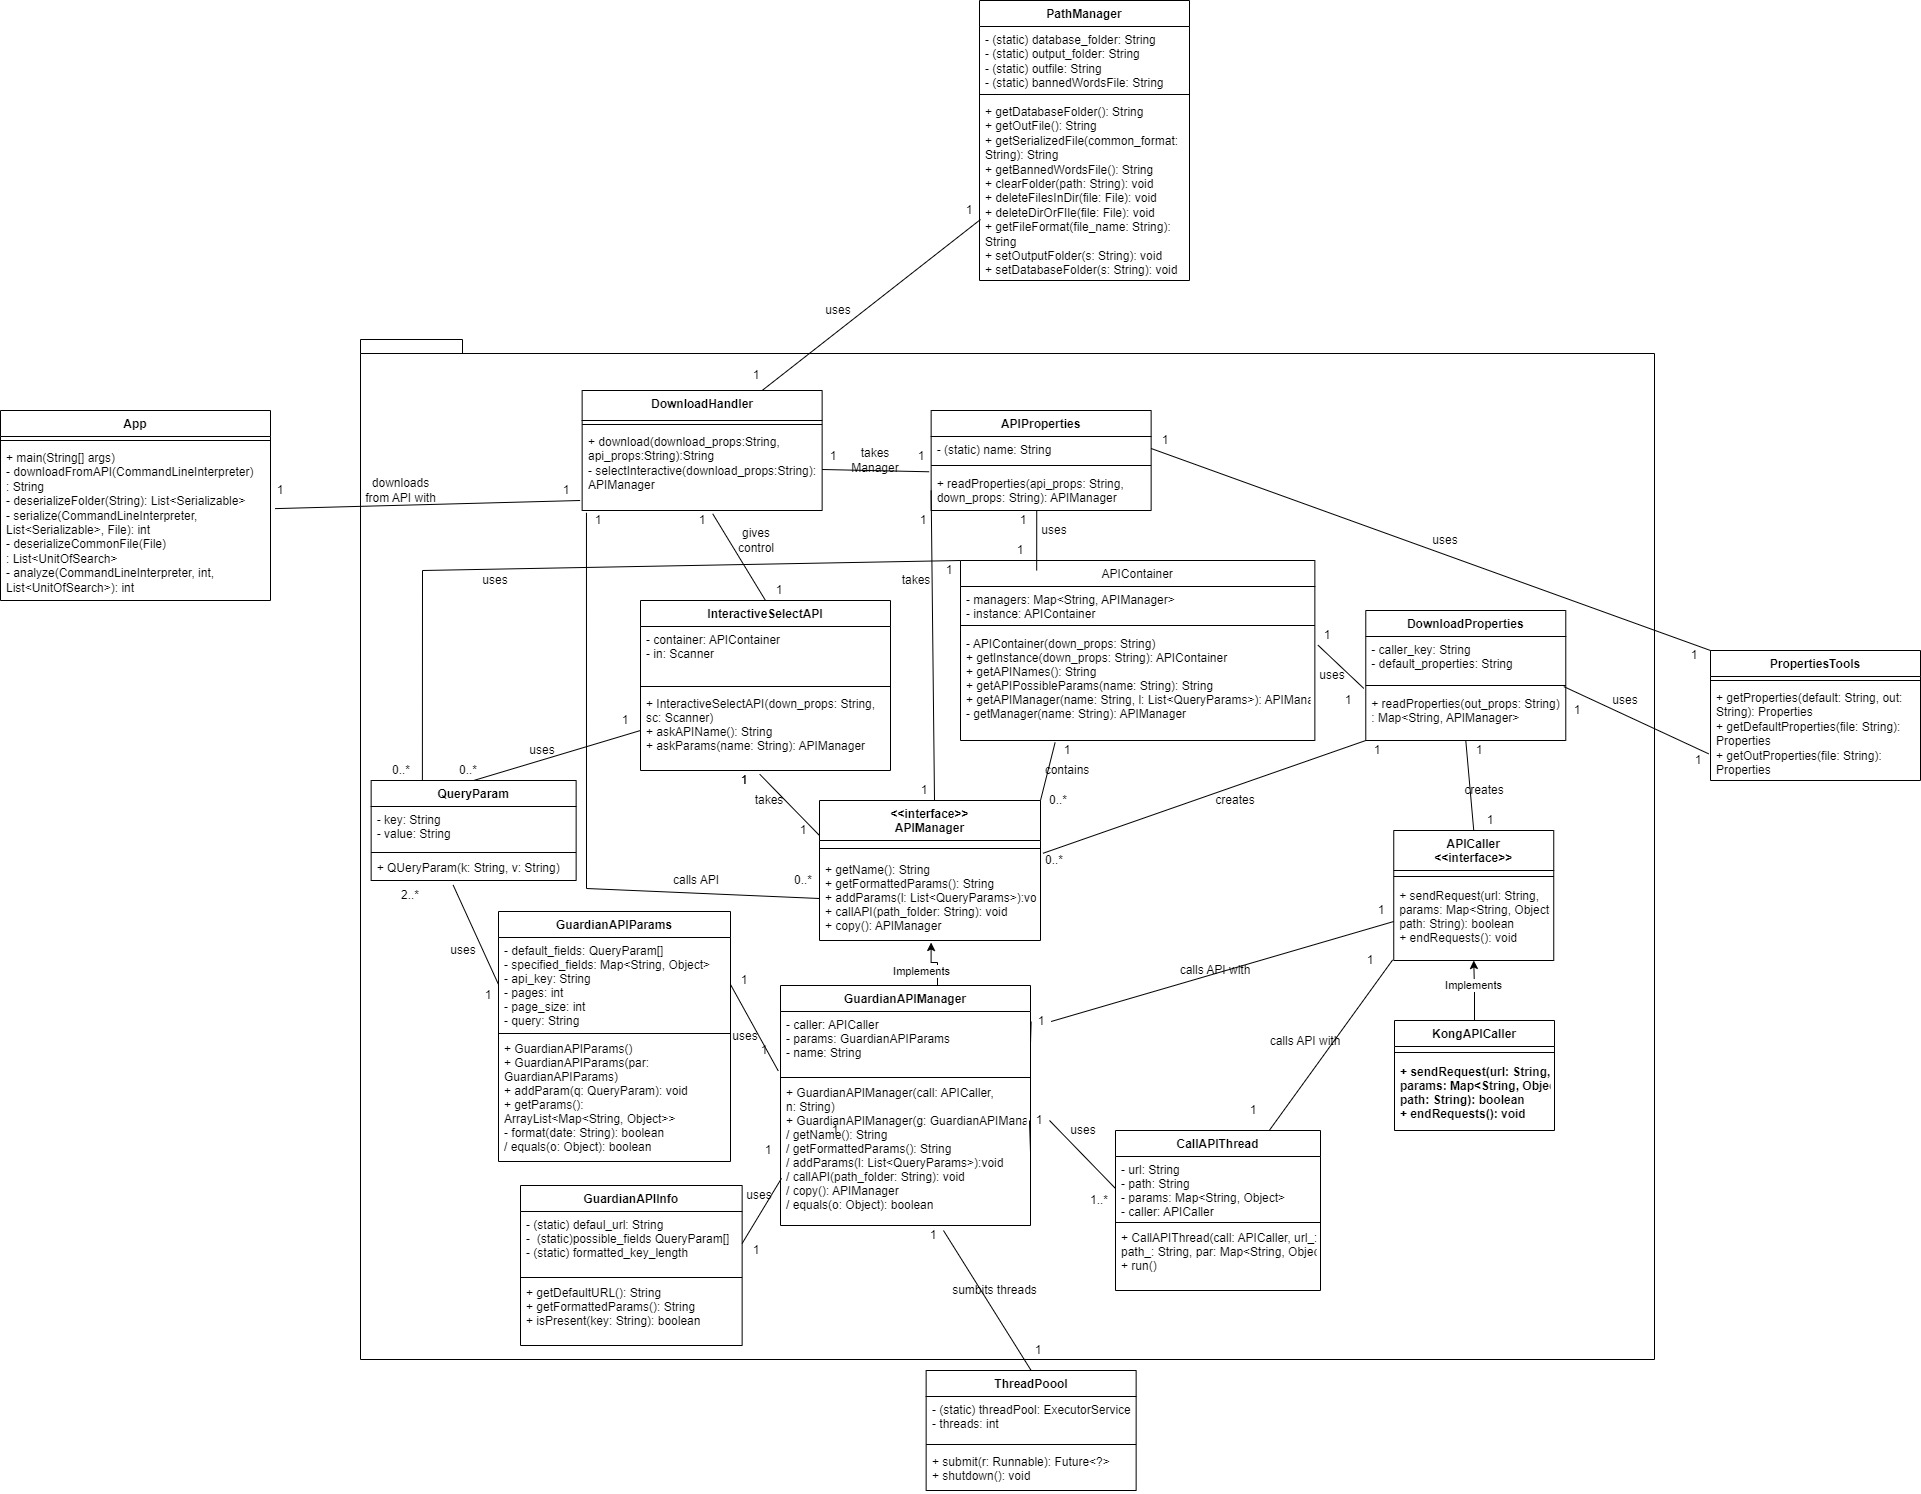 PathManager
- (static) database_folder: String
- (static) output_folder: String
- (static) outfile: String
- (static) bannedWordsFile: String
+ getDatabaseFolder(): String
+ getOutFile(): String
+ getSerializedFile(common_format:
String): String
+ getBannedWordsFile(): String
+ clearFolder(path: String): void
+ deleteFilesInDir(file: File): void
+ deleteDirOrFIle(file: File): void
+ getFileFormat(file_name: String):
String
+ setOutputFolder(s: String): void
+ setDatabaseFolder(s: String): void
1
uses
1
App
+ main(String[] args)
- downloadFromAPI(CommandLineInterpreter)
: String
- deserializeFolder(String): List<Serializable>
- serialize(CommandLineInterpreter,
List<Serializable>, File): int
- deserializeCommonFile(File)
: List<UnitOfSearch>
- analyze(CommandLineInterpreter, int,
List<UnitOfSearch>): int
1
downloads
from API with
1
DownloadHandler
+ download(download_props:String,
api_props:String):String
- selectInteractive(download_props:String):
APIManager
1
takes
Manager
1
APIProperties
- (static) name: String
+ readProperties(api_props: String,
down_props: String): APIManager
1
uses
1
1
1
gives
control
1
1
1
uses
1
takes
1
uses
1
APIContainer
- managers: Map<String, APIManager>
- instance: APIContainer
- APIContainer(down_props: String)
+ getInstance(down_props: String): APIContainer
+ getAPINames(): String
+ getAPIPossibleParams(name: String): String
+ getAPIManager(name: String, l: List<QueryParams>): APIMana
- getManager(name: String): APIManager
1
uses
1
DownloadProperties
- caller_key: String
- default_properties: String
+ readProperties(out_props: String)
: Map<String, APIManager>
1
uses
1
PropertiesTools
+ getProperties(default: String, out:
String): Properties
+ getDefaultProperties(file: String):
Properties
+ getOutProperties(file: String):
Properties
InteractiveSelectAPI
- container: APIContainer
- in: Scanner
+ InteractiveSelectAPI(down_props: String,
sc: Scanner)
+ askAPIName(): String
+ askParams(name: String): APIManager
1
uses
0..*
0..*
1
takes
1
1
contains
0..*
1
creates
0..*
1
creates
1
QueryParam
- key: String
- value: String
+ QUeryParam(k: String, v: String)
2..*
uses
1
calls API
0..*
1
<<interface>>
APIManager
+ getName(): String
+ getFormattedParams(): String
+ addParams(l: List<QueryParams>):vo
+ callAPI(path_folder: String): void
+ copy(): APIManager
Implements
APICaller
<<interface>>
+ sendRequest(url: String,
params: Map<String, Object
path: String): boolean
+ endRequests(): void
1
calls API with
1
1
calls API with
1
Implements
KongAPICaller
+ sendRequest(url: String,
params: Map<String, Obje
path: String): boolean
+ endRequests(): void
GuardianAPIParams
- default_fields: QueryParam[]
- specified_fields: Map<String, Object>
- api_key: String
- pages: int
- page_size: int
- query: String
+ GuardianAPIParams()
+ GuardianAPIParams(par:
GuardianAPIParams)
+ addParam(q: QueryParam): void
+ getParams():
ArrayList<Map<String, Object>>
- format(date: String): boolean
/ equals(o: Object): boolean
1
uses
1
GuardianAPIManager
- caller: APICaller
- params: GuardianAPIParams
- name: String
+ GuardianAPIManager(call: APICaller,
n: String)
+ GuardianAPIManager(g: GuardianAPIMana
/ getName(): String
/ getFormattedParams(): String
/ addParams(l: List<QueryParams>):void
/ callAPI(path_folder: String): void
/ copy(): APIManager
/ equals(o: Object): boolean
1
1
uses
1..*
CallAPIThread
- url: String
- path: String
- params: Map<String, Object>
- caller: APICaller
+ CallAPIThread(call: APICaller, url_:
path_: String, par: Map<String, Objec
+ run()
1
uses
1
GuardianAPIInfo
- (static) defaul_url: String
-  (static)possible_fields QueryParam[]
- (static) formatted_key_length
+ getDefaultURL(): String
+ getFormattedParams(): String
+ isPresent(key: String): boolean
1
sumbits threads
1
ThreadPoool
- (static) threadPool: ExecutorService
- threads: int
+ submit(r: Runnable): Future<?>
+ shutdown(): void